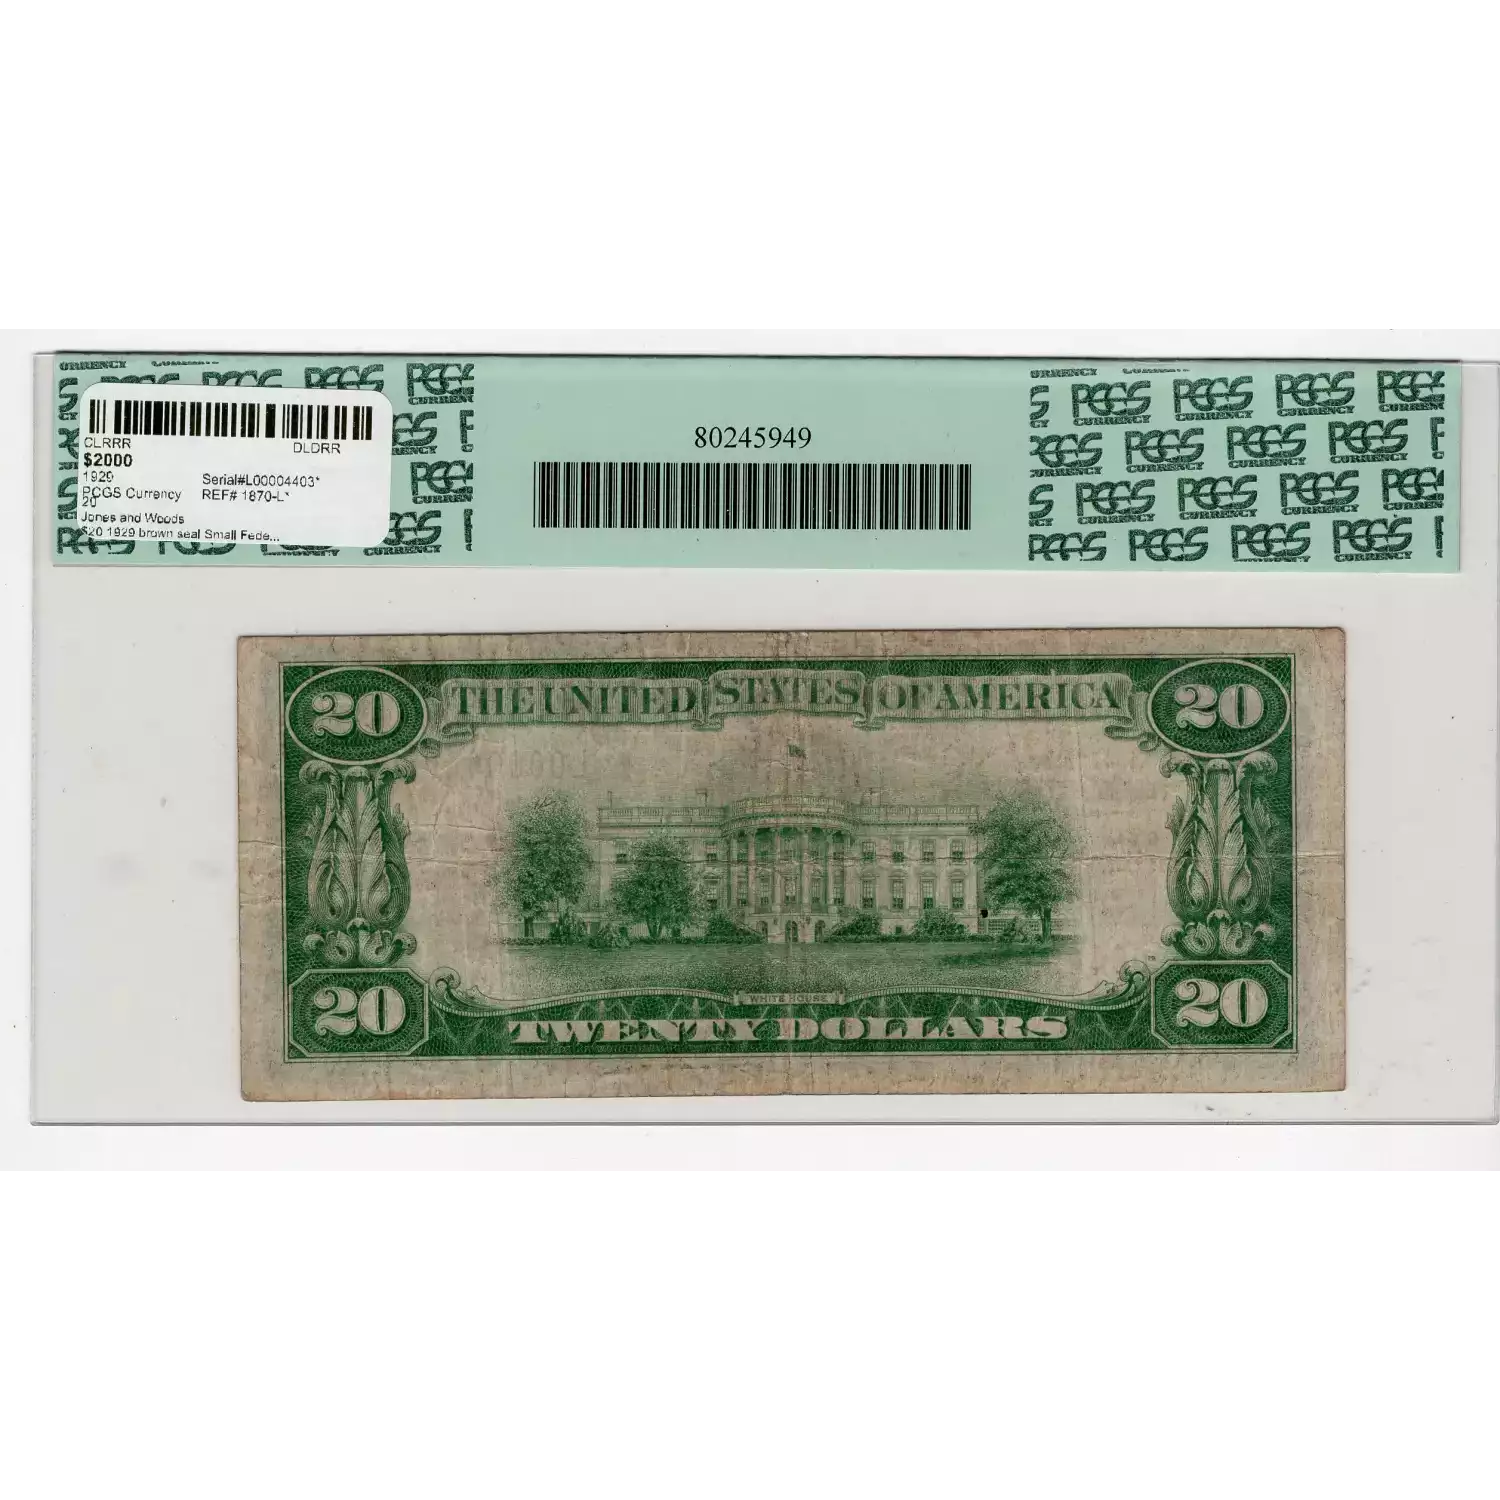 CLRRR
DLDRR
$2000
1929
Serial#L00004403*
PCGS Currency
REF# 1870-L*
20
Jones and Woods
$20 1929 brown seal Small Fede...
80245949
PCGS CURRENCY
THE UNITED STATES OF AMERICA
20
20
WHITE HOUSE
20
TWENTY DOLLARS
20